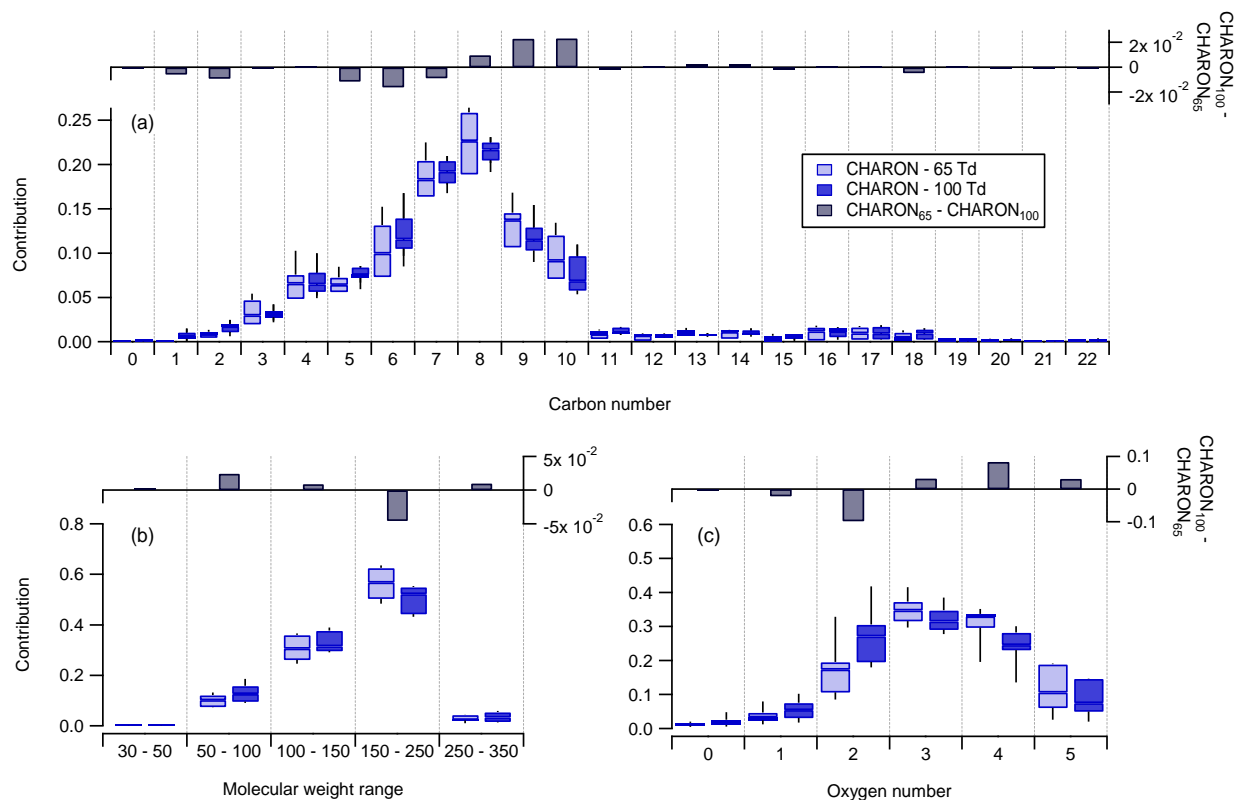 2x 10⁻²
0
-2x 10⁻²
CHARON₁₀₀ -
CHARON₆₅
(a)
0.25
0.20
0.15
0.10
0.05
0.00
Contribution
CHARON - 65 Td
CHARON - 100 Td
CHARON₆₅ - CHARON₁₀₀
0 1 2 3 4 5 6 7 8 9 10 11 12 13 14 15 16 17 18 19 20 21 22
Carbon number
5x 10⁻²
0
-5x 10⁻²
(b)
0.8
0.6
0.4
0.2
0.0
Contribution
30 - 50 50 - 100 100 - 150 150 - 250 250 - 350
Molecular weight range
0.1
0
-0.1
CHARON₁₀₀ -
CHARON₆₅
(c)
0.6
0.5
0.4
0.3
0.2
0.1
0.0
0 1 2 3 4 5
Oxygen number